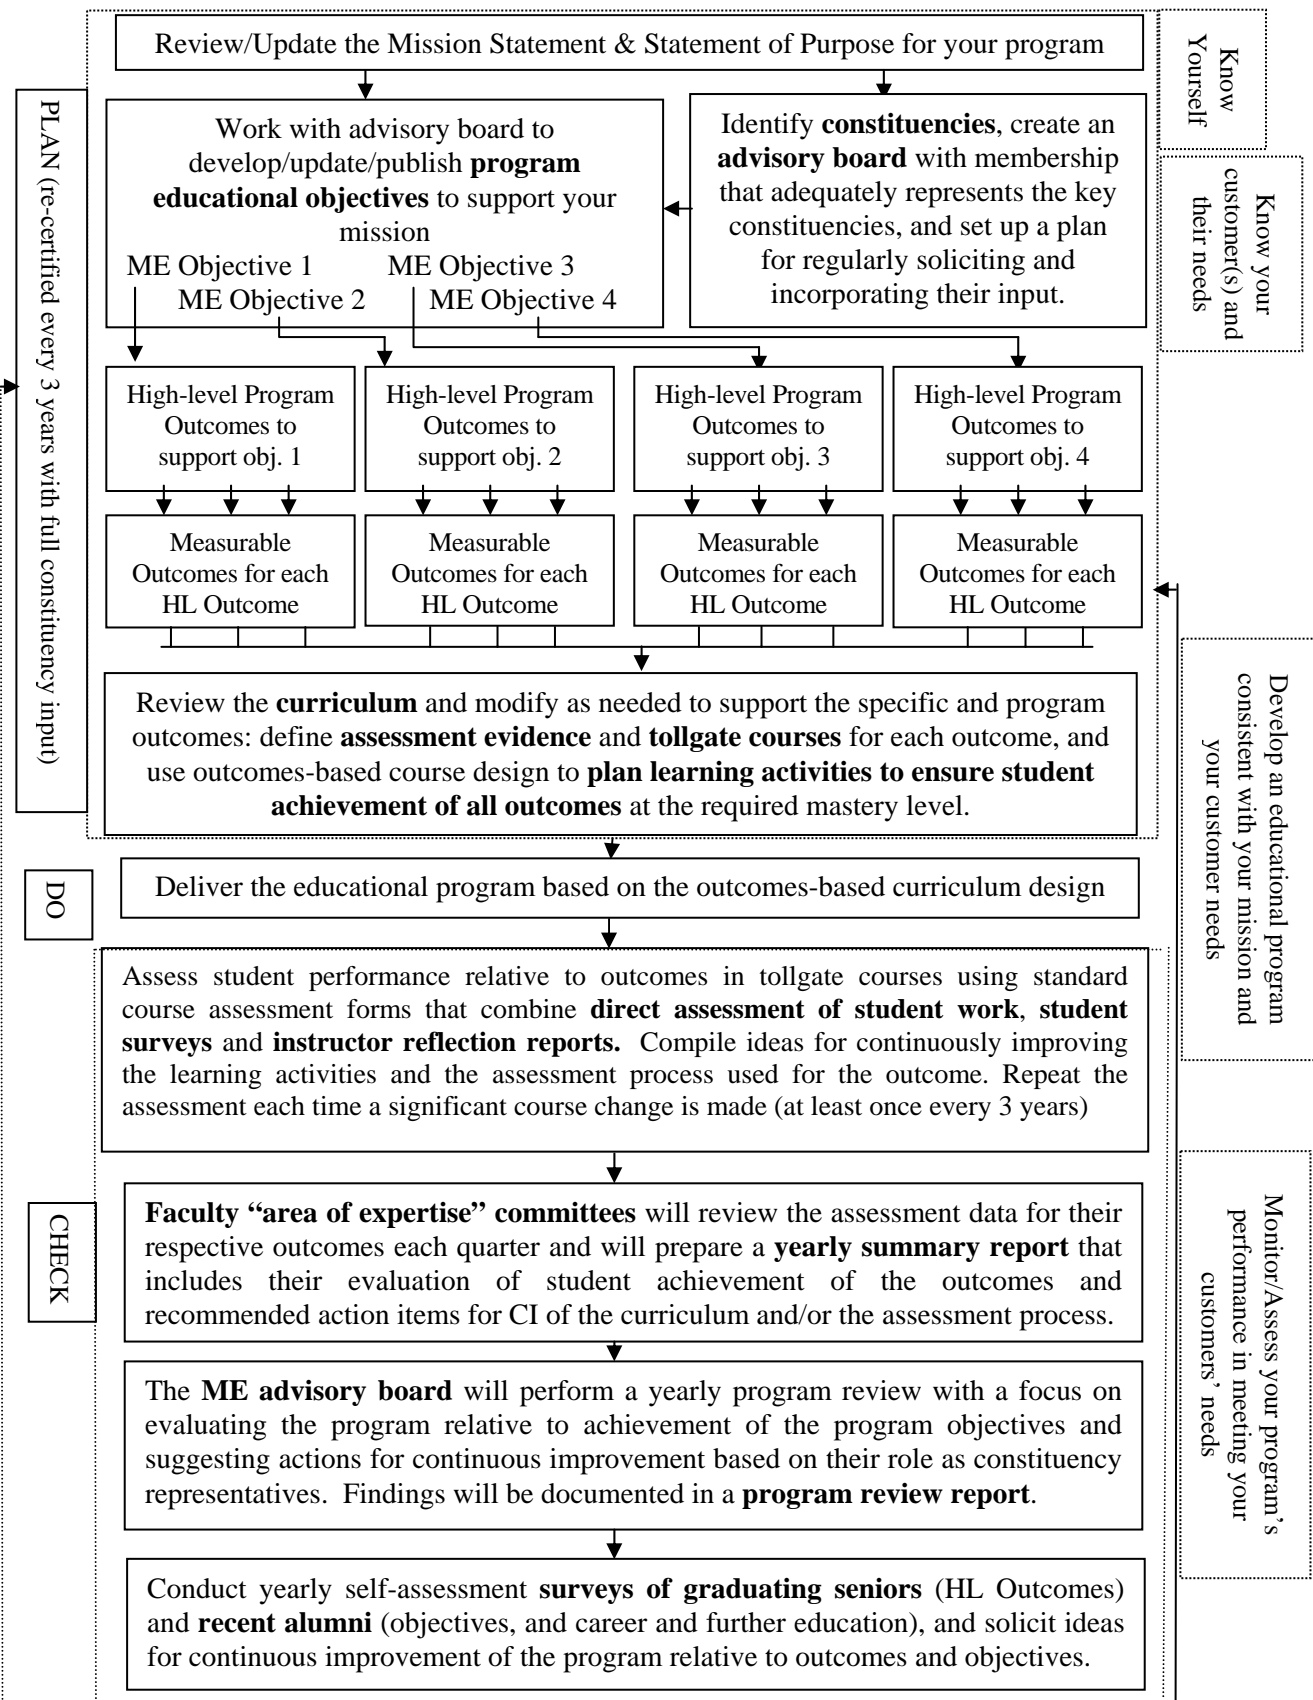 Review/Update the Mission Statement & Statement of Purpose for your program
Know
Yourself
PLAN (re-certified every 3 years with full constituency input)
Work with advisory board to
develop/update/publish program
educational objectives to support your
mission
ME Objective 1
ME Objective 3
ME Objective 2
ME Objective 4
Identify constituencies, create an
advisory board with membership
that adequately represents the key
constituencies, and set up a plan
for regularly soliciting and
incorporating their input.
Know your
customer(s) and
their needs
High-level Program
Outcomes to
support obj. 1
High-level Program
Outcomes to
support obj. 2
High-level Program
Outcomes to
support obj. 3
High-level Program
Outcomes to
support obj. 4
Measurable
Outcomes for each
HL Outcome
Measurable
Outcomes for each
HL Outcome
Measurable
Outcomes for each
HL Outcome
Measurable
Outcomes for each
HL Outcome
Review the curriculum and modify as needed to support the specific and program
outcomes: define assessment evidence and tollgate courses for each outcome, and
use outcomes-based course design to plan learning activities to ensure student
achievement of all outcomes at the required mastery level.
Develop an educational program
consistent with your mission and
your customer needs
DO
Deliver the educational program based on the outcomes-based curriculum design
Assess student performance relative to outcomes in tollgate courses using standard
course assessment forms that combine direct assessment of student work, student
surveys and instructor reflection reports. Compile ideas for continuously improving
the learning activities and the assessment process used for the outcome. Repeat the
assessment each time a significant course change is made (at least once every 3 years)
CHECK
Faculty “area of expertise” committees will review the assessment data for their
respective outcomes each quarter and will prepare a yearly summary report that
includes their evaluation of student achievement of the outcomes and
recommended action items for CI of the curriculum and/or the assessment process.
Monitor/Assess your program’s
performance in meeting your
customers’ needs
The ME advisory board will perform a yearly program review with a focus on
evaluating the program relative to achievement of the program objectives and
suggesting actions for continuous improvement based on their role as constituency
representatives. Findings will be documented in a program review report.
Conduct yearly self-assessment surveys of graduating seniors (HL Outcomes)
and recent alumni (objectives, and career and further education), and solicit ideas
for continuous improvement of the program relative to outcomes and objectives.